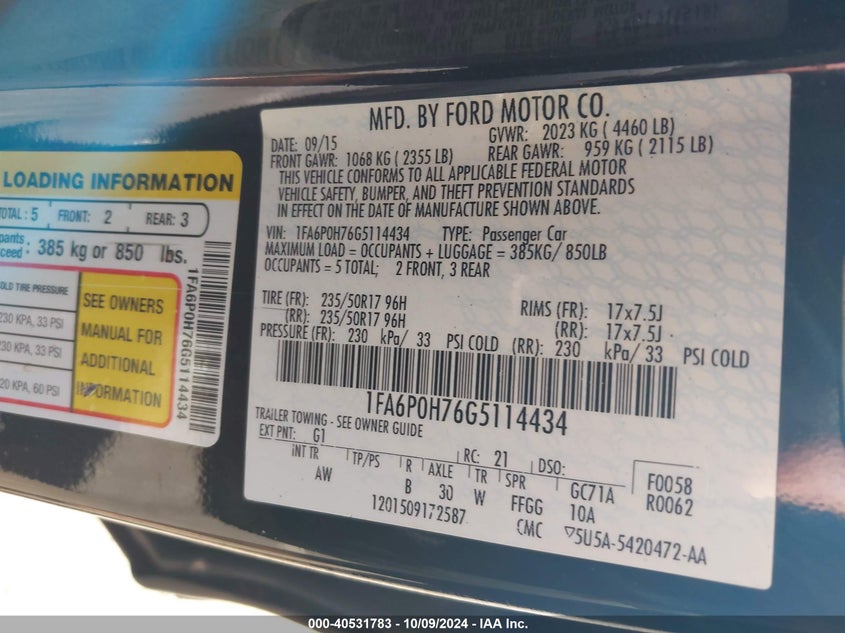 LOADING INFORMATION
TOTAL: 5 FRONT: 2 REAR: 3
385 kg or 850 lbs.
COLD TIRE PRESSURE
230 KPA, 33 PSI
230 KPA, 33 PSI
420 KPA, 60 PSI
SEE OWNERS
MANUAL FOR
ADDITIONAL
INFORMATION
1FA6P0H76G5114434
MFD. BY FORD MOTOR CO.
DATE: 09/15 GVWR: 2023 KG ( 4460 LB)
FRONT GAWR: 1068 KG ( 2355 LB) REAR GAWR: 959 KG ( 2115 LB)
THIS VEHICLE CONFORMS TO ALL APPLICABLE FEDERAL MOTOR
VEHICLE SAFETY, BUMPER, AND THEFT PREVENTION STANDARDS
IN EFFECT ON THE DATE OF MANUFACTURE SHOWN ABOVE.
VIN: 1FA6P0H76G5114434 TYPE: Passenger Car
MAXIMUM LOAD = OCCUPANTS + LUGGAGE = 385KG/ 850LB
OCCUPANTS = 5 TOTAL; 2 FRONT, 3 REAR
TIRE (FR): 235/50R17 96H RIMS (FR): 17x7.5J
(RR): 235/50R17 96H (RR): 17x7.5J
PRESSURE (FR): 230 kPa/ 33 PSI COLD (RR): 230 kPa/ 33 PSI COLD
1FA6P0H76G5114434
TRAILER TOWING - SEE OWNER GUIDE
EXT PNT: G1 RC: 21 DSO: F0058
INT TR TP/PS R AXLE TR SPR GC71A R0062
AW B 30 W FFGG 10A
1201509172587 CMC ▽5U5A-5420472-AA
000-40531783 - 10/09/2024 - IAA Inc.